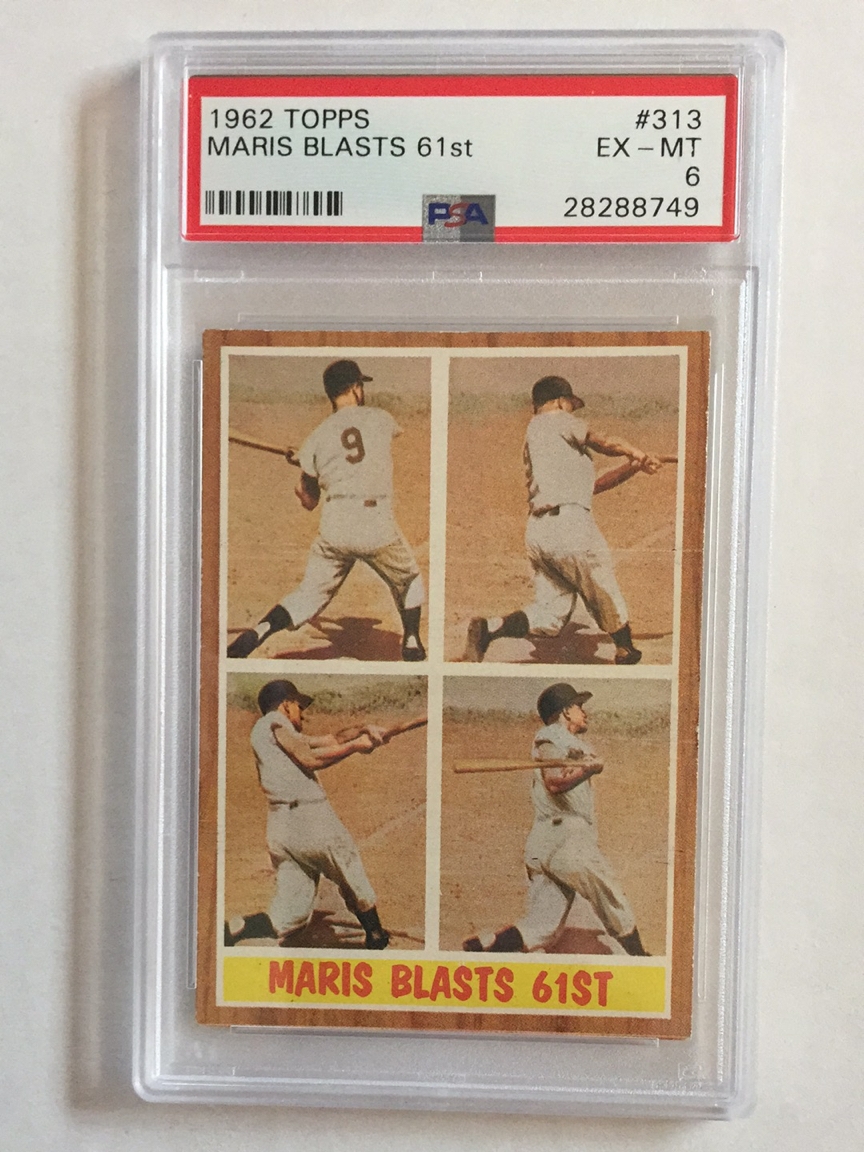 1962 TOPPS #313
MARIS BLASTS 61st EX - MT
6
PSA 28288749
9
MARIS BLASTS 61ST